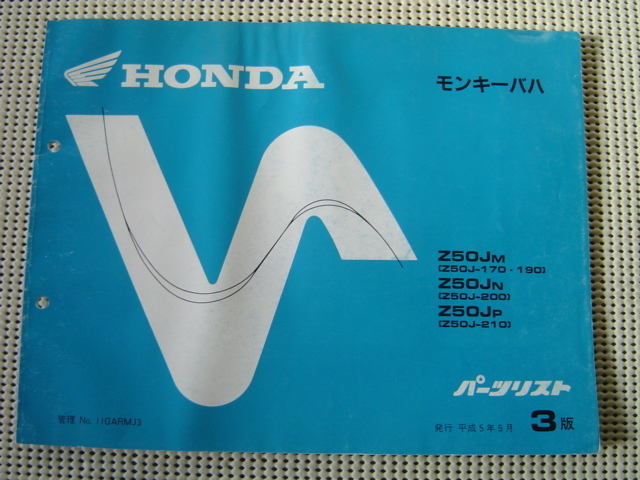 HONDA
モンキーバハ
Z50JM
(Z50J-170・190)
Z50JN
(Z50J-200)
Z50JP
(Z50J-210)
パーツリスト
管理 No. 11GARMJ3
発行 平成5年5月 3版